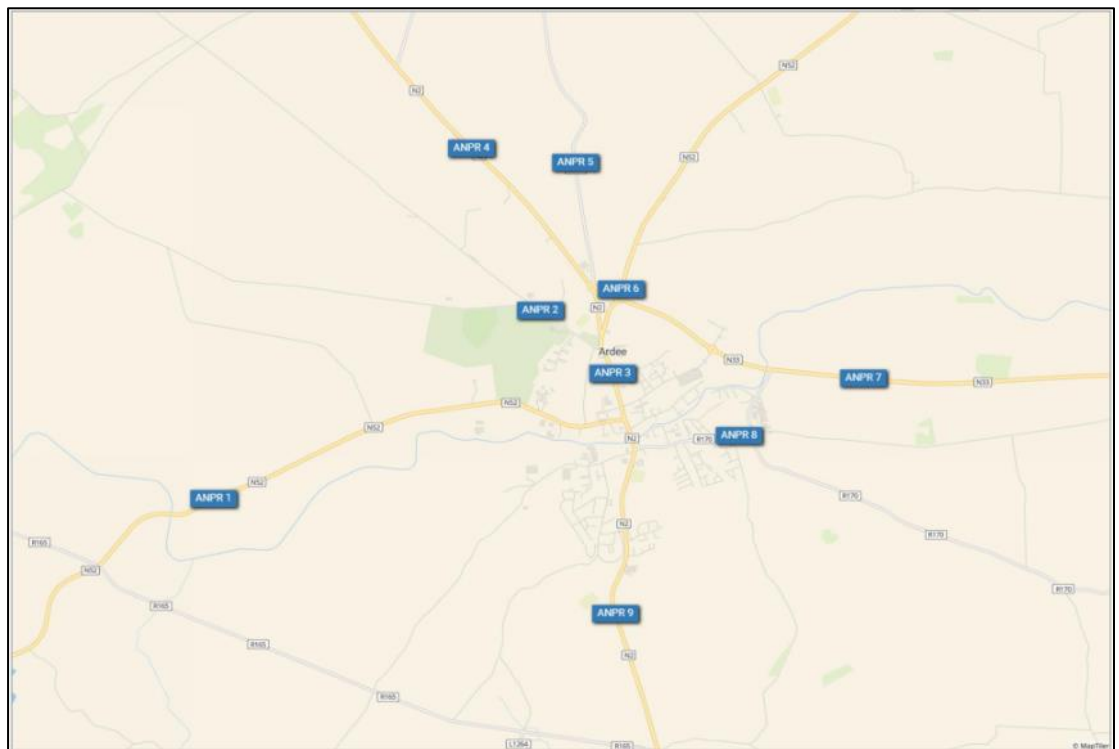 N52
N2
ANPR 4
N52
ANPR 5
ANPR 6
N2
ANPR 2
Ardee
N33
ANPR 3
ANPR 7
N33
N52
N52
N2
R170
ANPR 8
N52
ANPR 1
R170
N2
R170
R165
N52
R165
R170
ANPR 9
R165
N2
R165
L1264
© MapTiler